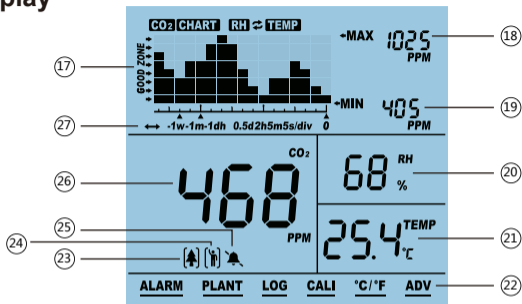 play
CO2 CHART RH ⇄ TEMP
GOOD ZONE
MAX 1025 PPM
MIN 405 PPM
↔ -1w-1m-1dh 0.5d2h5m5s/div 0
CO₂
468
PPM
68 RH
%
25.4 TEMP
℃
ALARM PLANT LOG CALI °C/°F ADV
17
27
26
25
24
23
18
19
20
21
22